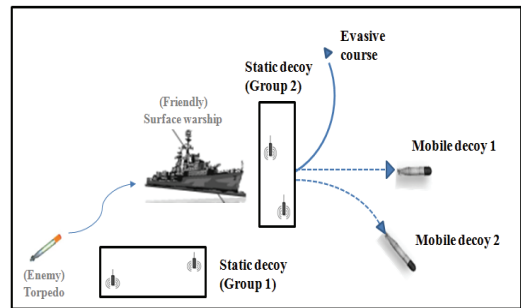 Evasive
course
Static decoy
(Group 2)
(Friendly)
Surface warship
Mobile decoy 1
Mobile decoy 2
(Enemy)
Torpedo
Static decoy
(Group 1)